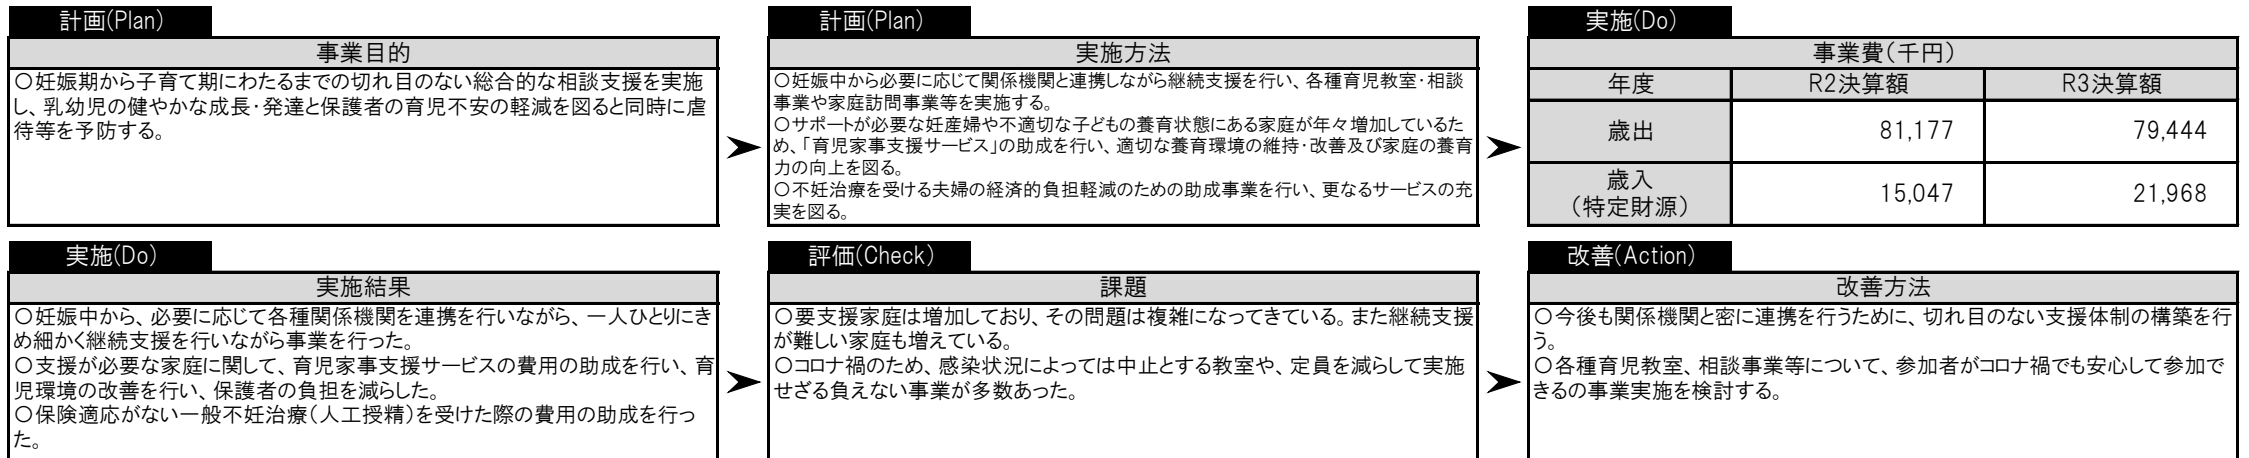 計画(Plan)
事業目的
〇妊娠期から子育て期にわたるまでの切れ目のない総合的な相談支援を実施
し、乳幼児の健やかな成長・発達と保護者の育児不安の軽減を図ると同時に虐
待等を予防する。
計画(Plan)
実施方法
〇妊娠中から必要に応じて関係機関と連携しながら継続支援を行い、各種育児教室・相談
事業や家庭訪問事業等を実施する。
〇サポートが必要な妊産婦や不適切な子どもの養育状態にある家庭が年々増加しているた
め、「育児家事支援サービス」の助成を行い、適切な養育環境の維持・改善及び家庭の養育
力の向上を図る。
〇不妊治療を受ける夫婦の経済的負担軽減のための助成事業を行い、更なるサービスの充
実を図る。
実施(Do)
事業費(千円)
年度 R2決算額 R3決算額
歳出 81,177 79,444
歳入
(特定財源) 15,047 21,968
実施(Do)
実施結果
〇妊娠中から、必要に応じて各種関係機関を連携を行いながら、一人ひとりにき
め細かく継続支援を行いながら事業を行った。
〇支援が必要な家庭に関して、育児家事支援サービスの費用の助成を行い、育
児環境の改善を行い、保護者の負担を減らした。
〇保険適応がない一般不妊治療(人工授精)を受けた際の費用の助成を行っ
た。
評価(Check)
課題
〇要支援家庭は増加しており、その問題は複雑になってきている。また継続支援
が難しい家庭も増えている。
〇コロナ禍のため、感染状況によっては中止とする教室や、定員を減らして実施
せざる負えない事業が多数あった。
改善(Action)
改善方法
〇今後も関係機関と密に連携を行うために、切れ目のない支援体制の構築を行
う。
〇各種育児教室、相談事業等について、参加者がコロナ禍でも安心して参加で
きるの事業実施を検討する。